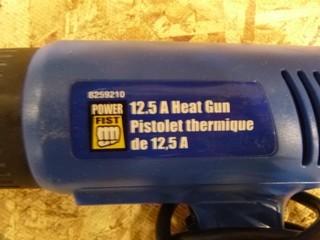 8259210
POWER
FIST
12.5 A Heat Gun
Pistolet thermique
de 12,5 A